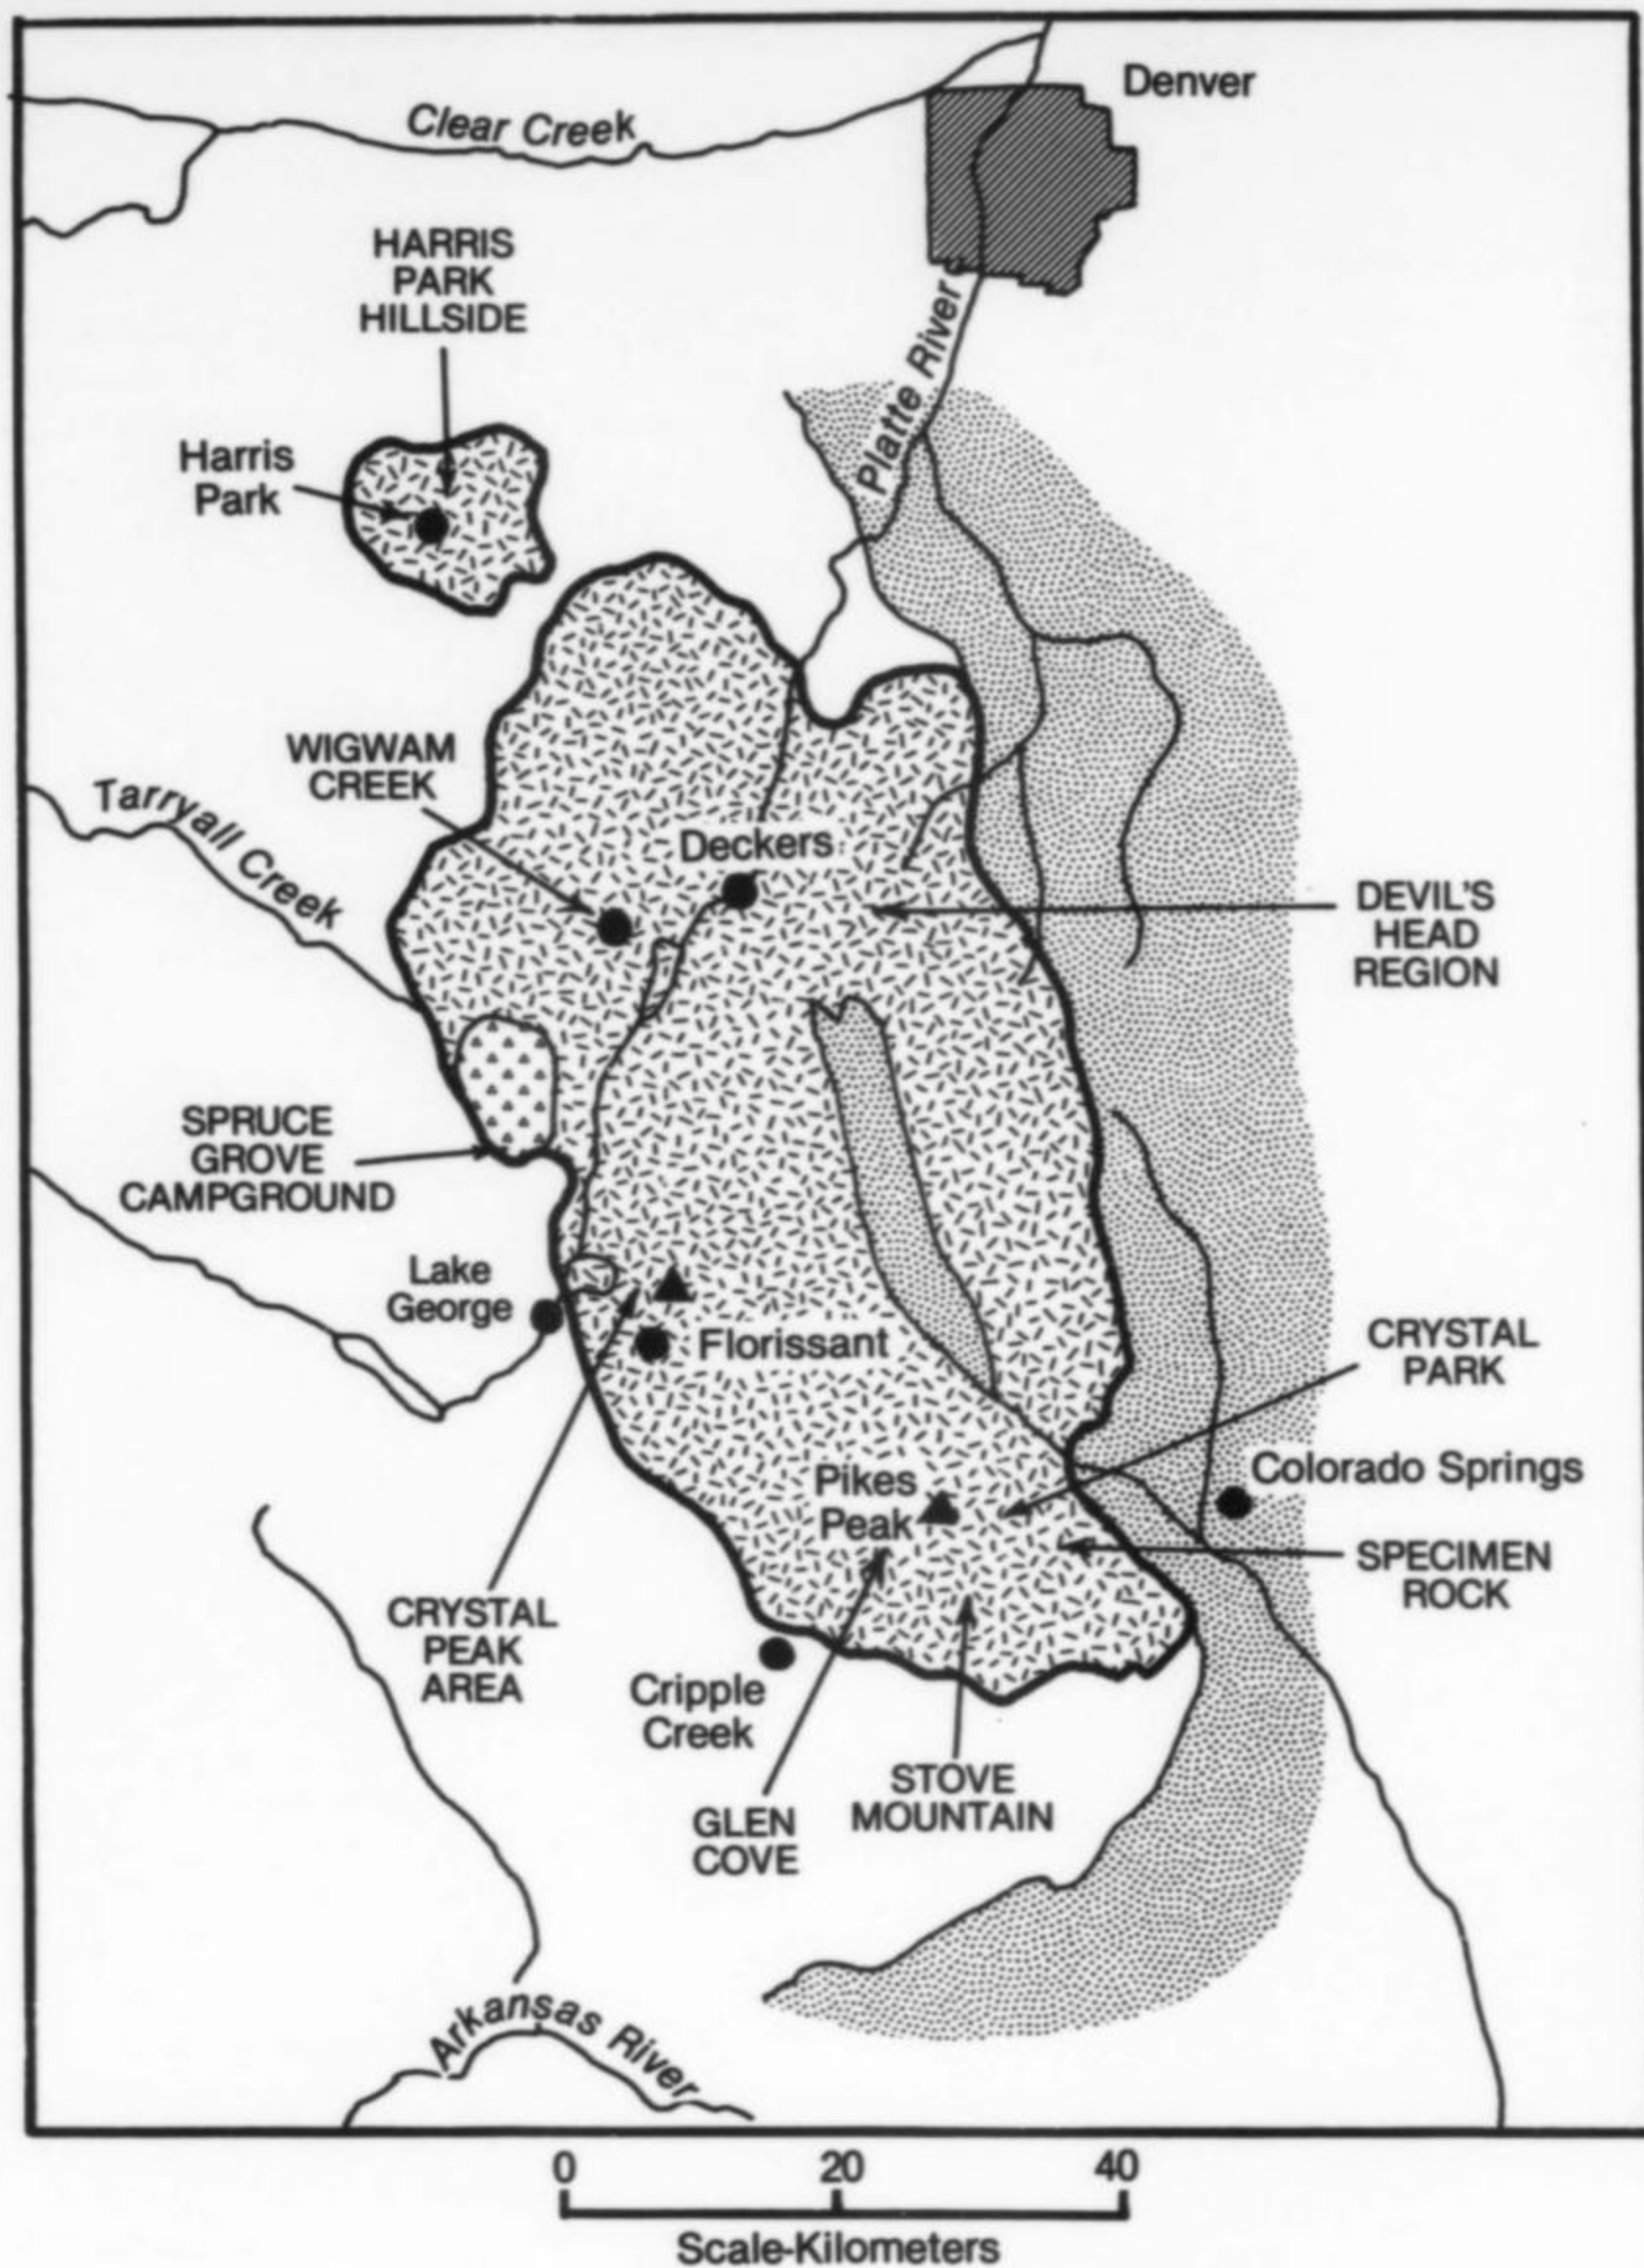 Denver
Clear Creek
HARRIS
PARK
HILLSIDE
Platte River
Harris
Park
WIGWAM
CREEK
Tarryall Creek
Deckers
DEVIL'S
HEAD
REGION
SPRUCE
GROVE
CAMPGROUND
Lake
George
Florissant
CRYSTAL
PARK
Pikes
Peak
Colorado Springs
SPECIMEN
ROCK
CRYSTAL
PEAK
AREA
Cripple
Creek
STOVE
MOUNTAIN
GLEN
COVE
Arkansas River
0 20 40
Scale-Kilometers